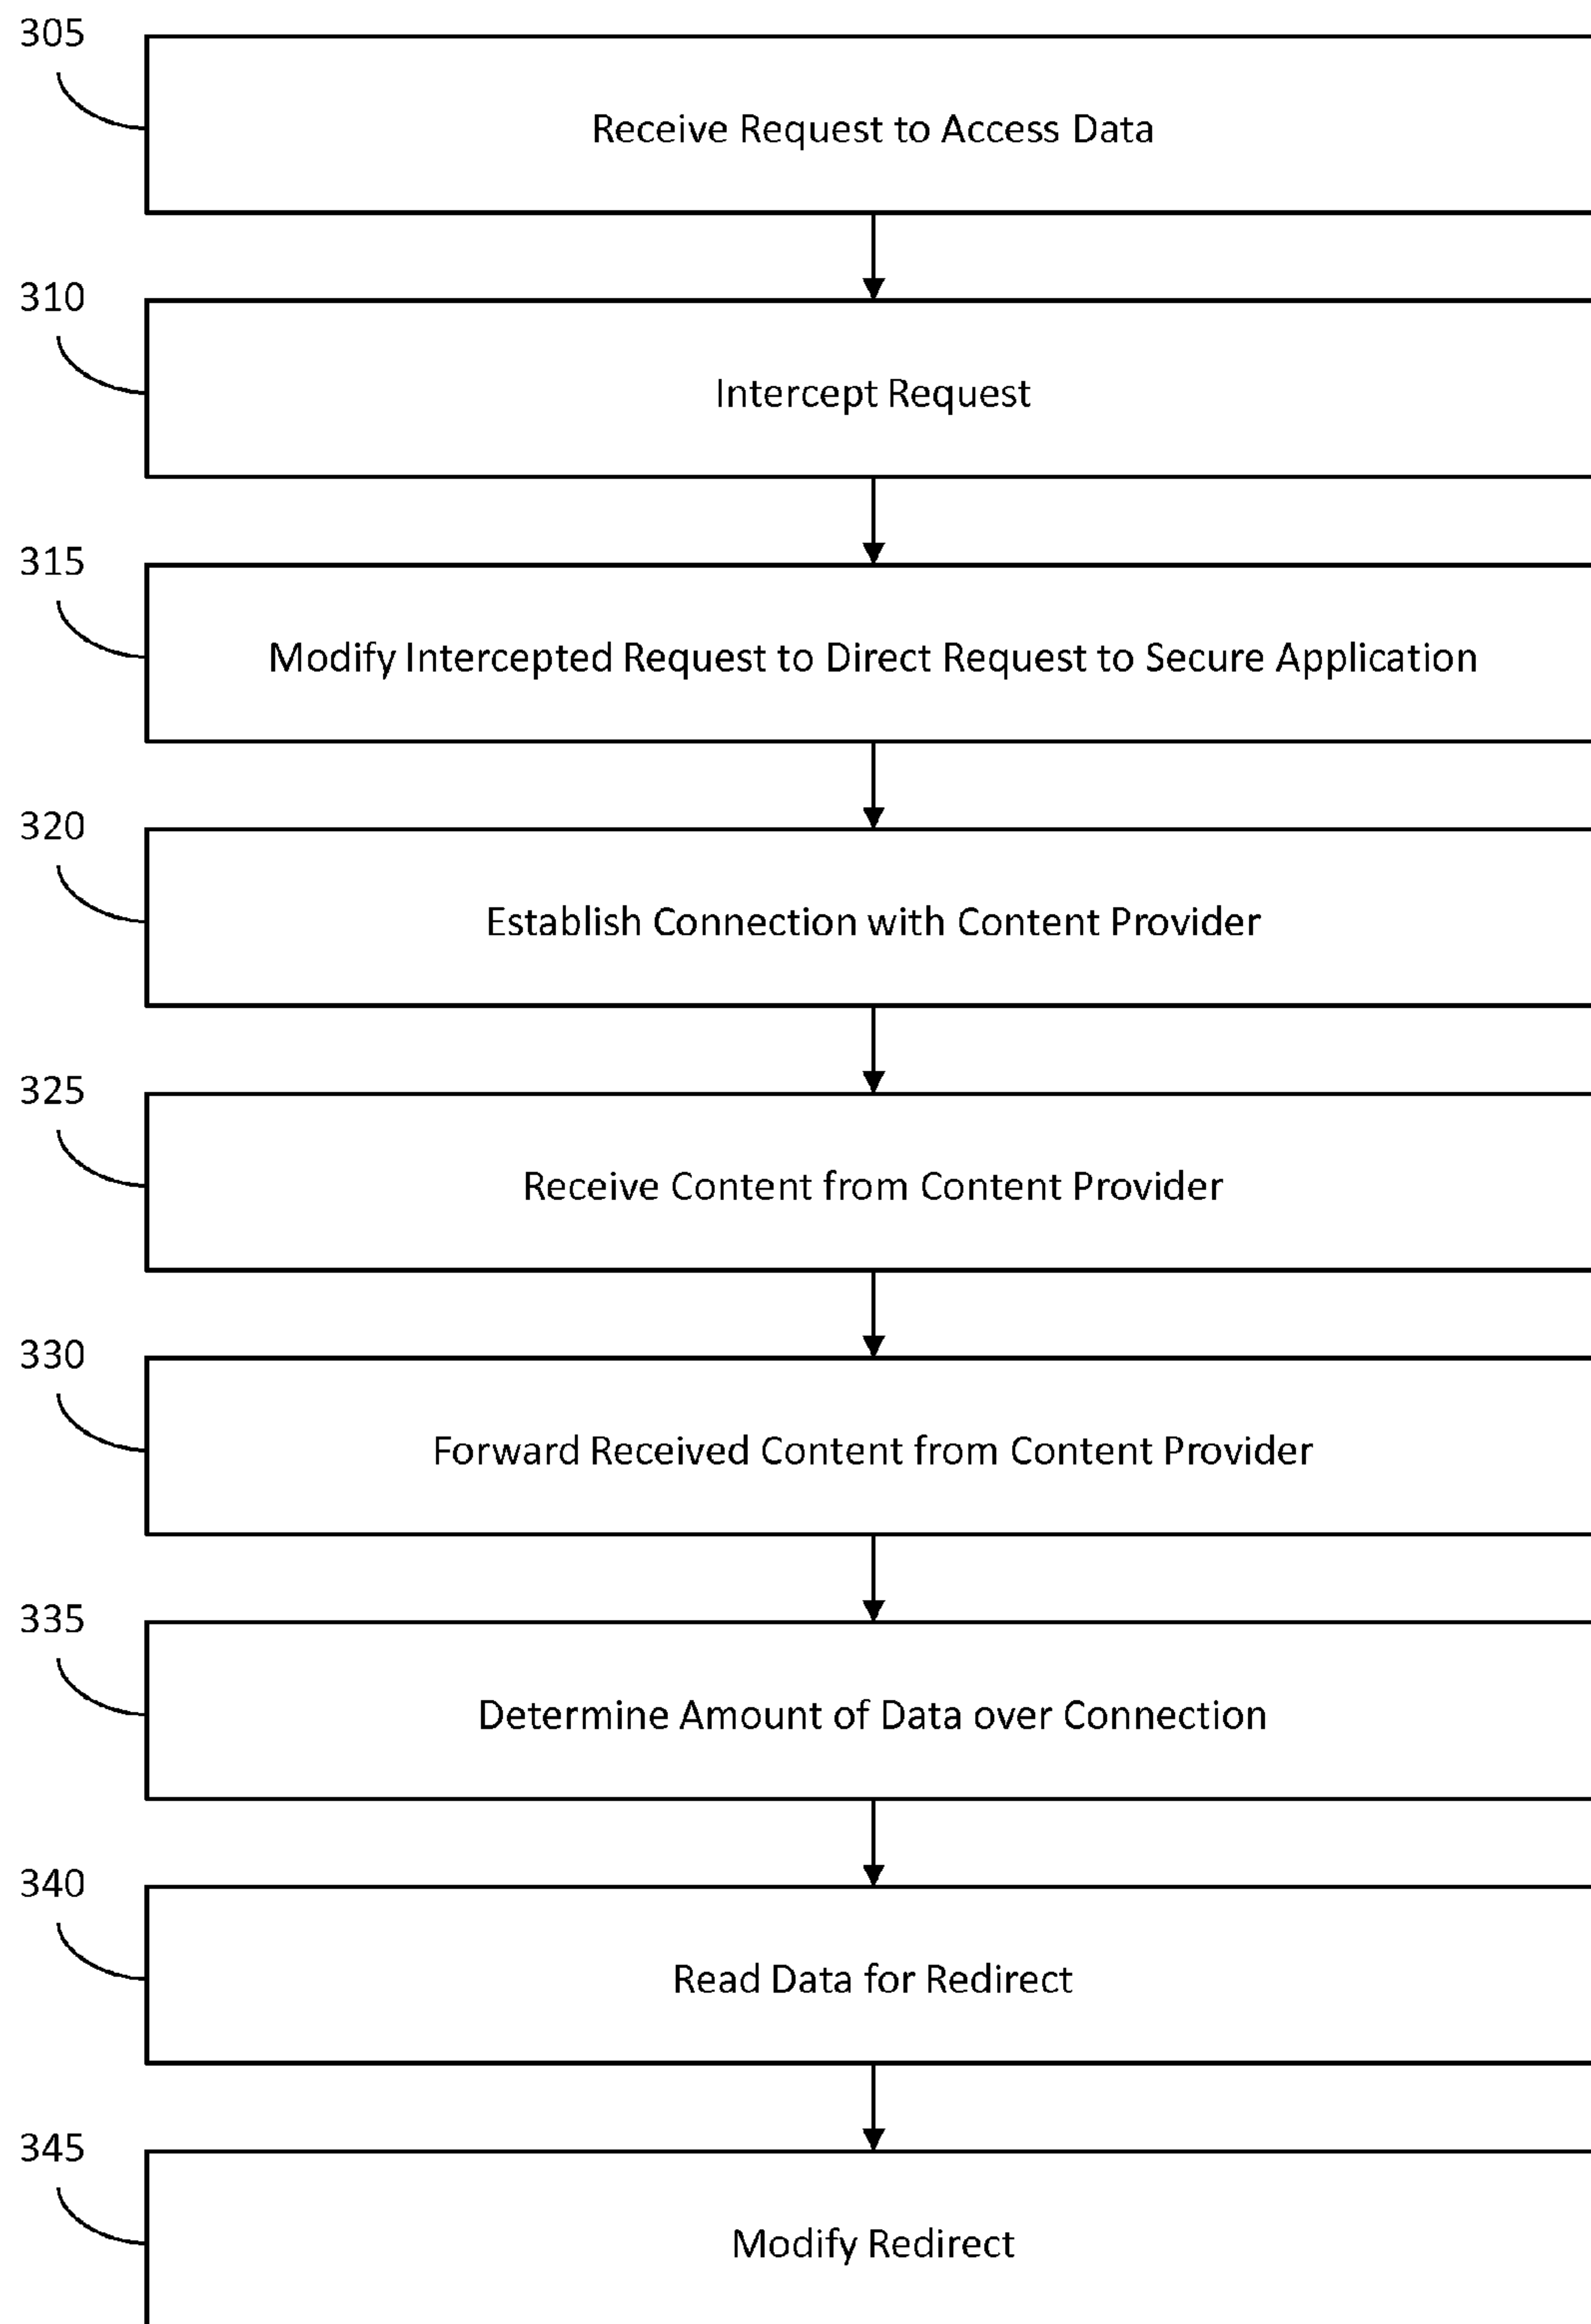 305
Receive Request to Access Data
310
Intercept Request
315
Modify Intercepted Request to Direct Request to Secure Application
320
Establish Connection with Content Provider
325
Receive Content from Content Provider
330
Forward Received Content from Content Provider
335
Determine Amount of Data over Connection
340
Read Data for Redirect
345
Modify Redirect